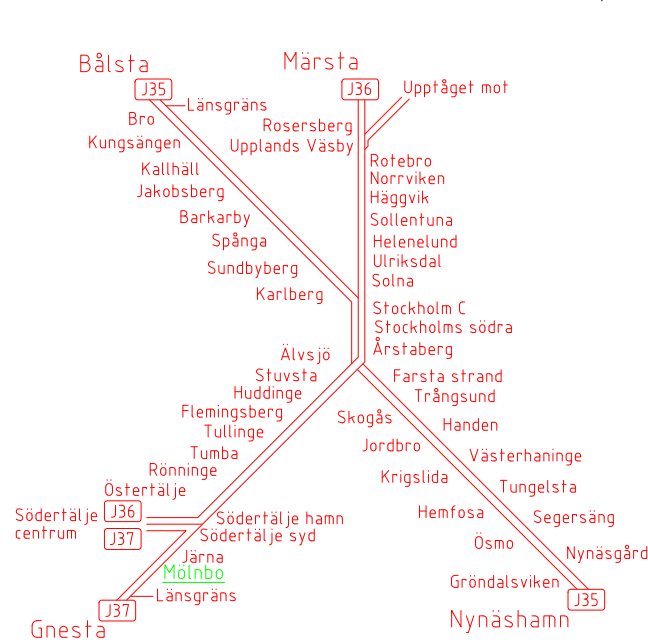 Bålsta
J35
Länsgräns
Bro
Kungsängen
Kallhäll
Jakobsberg
Barkarby
Spånga
Sundbyberg
Karlberg
Märsta
J36
Upptåget mot
Rosersberg
Upplands Väsby
Rotebro
Norrviken
Häggvik
Sollentuna
Helenelund
Ulriksdal
Solna
Stockholm C
Stockholms södra
Årstaberg
Älvsjö
Stuvsta
Huddinge
Flemingsberg
Tullinge
Tumba
Rönninge
Östertälje
Södertälje
centrum
J36
J37
Södertälje hamn
Södertälje syd
Järna
Mölnbo
Länsgräns
J37
Gnesta
Farsta strand
Trångsund
Skogås
Handen
Jordbro
Västerhaninge
Krigslida
Tungelsta
Hemfosa
Segersäng
Ösmo
Nynäsgård
Gröndalsviken
J35
Nynäshamn